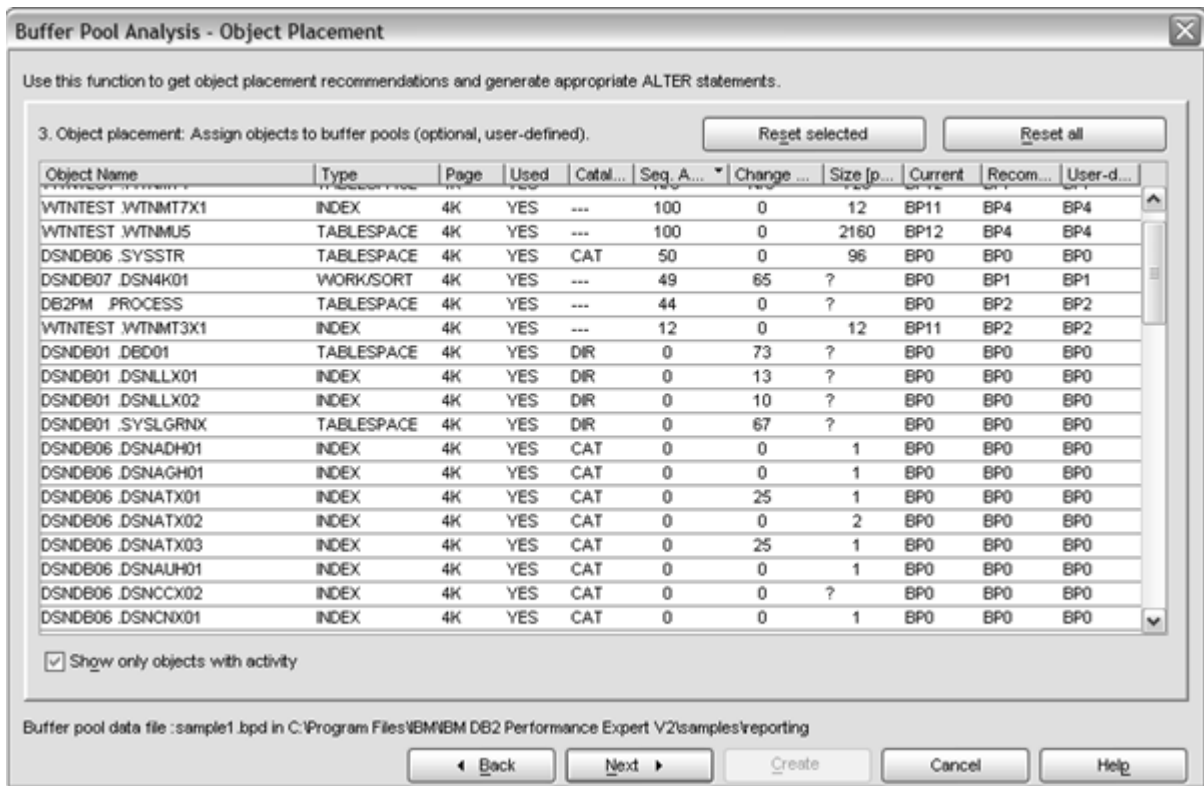 Buffer Pool Analysis - Object Placement
Use this function to get object placement recommendations and generate appropriate ALTER statements.
3. Object placement: Assign objects to buffer pools (optional, user-defined). Reset selected Reset all
Object Name Type Page Used Catal... Seq. A... Change ... Size [p... Current Recom... User-d...
WTNTEST .WTNMT7X1 INDEX 4K YES --- 100 0 12 BP11 BP4 BP4
WTNTEST .WTNMU5 TABLESPACE 4K YES --- 100 0 2160 BP12 BP4 BP4
DSNDB06 .SYSSTR TABLESPACE 4K YES CAT 50 0 96 BP0 BP0 BP0
DSNDB07 .DSN4K01 WORK/SORT 4K YES --- 49 65 ? BP0 BP1 BP1
DB2PM .PROCESS TABLESPACE 4K YES --- 44 0 ? BP0 BP2 BP2
WTNTEST .WTNMT3X1 INDEX 4K YES --- 12 0 12 BP11 BP2 BP2
DSNDB01 .DBD01 TABLESPACE 4K YES DIR 0 73 ? BP0 BP0 BP0
DSNDB01 .DSNLLX01 INDEX 4K YES DIR 0 13 ? BP0 BP0 BP0
DSNDB01 .DSNLLX02 INDEX 4K YES DIR 0 10 ? BP0 BP0 BP0
DSNDB01 .SYSLGRNX TABLESPACE 4K YES DIR 0 67 ? BP0 BP0 BP0
DSNDB06 .DSNADH01 INDEX 4K YES CAT 0 0 1 BP0 BP0 BP0
DSNDB06 .DSNAGH01 INDEX 4K YES CAT 0 0 1 BP0 BP0 BP0
DSNDB06 .DSNATX01 INDEX 4K YES CAT 0 25 1 BP0 BP0 BP0
DSNDB06 .DSNATX02 INDEX 4K YES CAT 0 0 2 BP0 BP0 BP0
DSNDB06 .DSNATX03 INDEX 4K YES CAT 0 25 1 BP0 BP0 BP0
DSNDB06 .DSNAUH01 INDEX 4K YES CAT 0 0 1 BP0 BP0 BP0
DSNDB06 .DSNCCX02 INDEX 4K YES CAT 0 0 ? BP0 BP0 BP0
DSNDB06 .DSNCNX01 INDEX 4K YES CAT 0 0 1 BP0 BP0 BP0
Show only objects with activity
Buffer pool data file :sample1.bpd in C:\Program Files\IBM\IBM DB2 Performance Expert V2\samples\reporting
Back Next Create Cancel Help